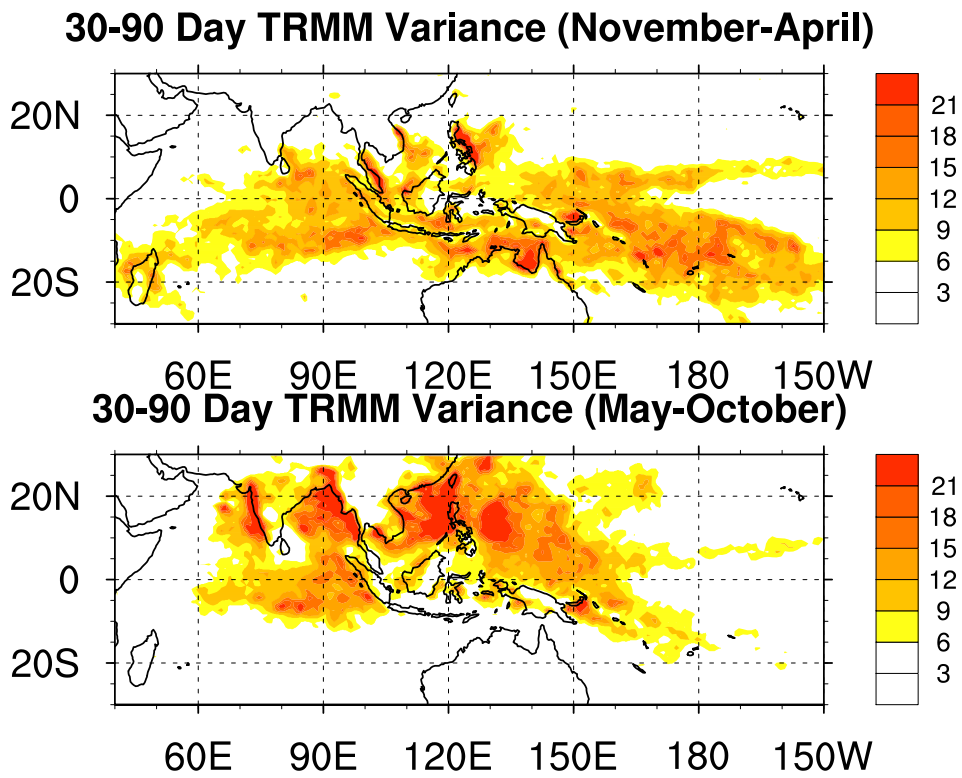 30-90 Day TRMM Variance (November-April)
20N
0
20S
60E 90E 120E 150E 180 150W
21
18
15
12
9
6
3
30-90 Day TRMM Variance (May-October)
20N
0
20S
60E 90E 120E 150E 180 150W
21
18
15
12
9
6
3